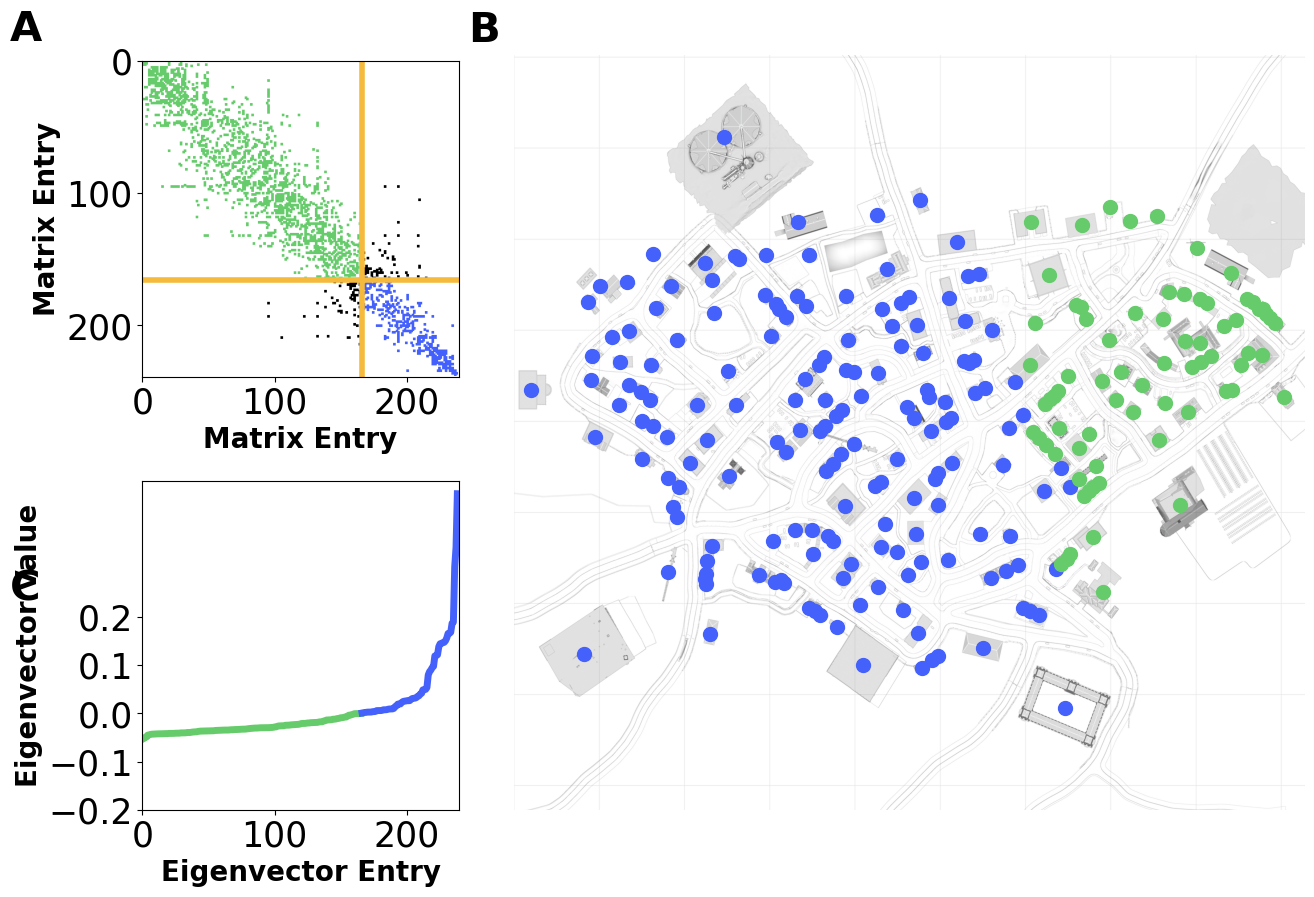 A
B
0
100
200
Matrix Entry
0
100
200
Matrix Entry
C
0.2
0.1
0.0
−0.1
−0.2
Eigenvector Value
0
100
200
Eigenvector Entry